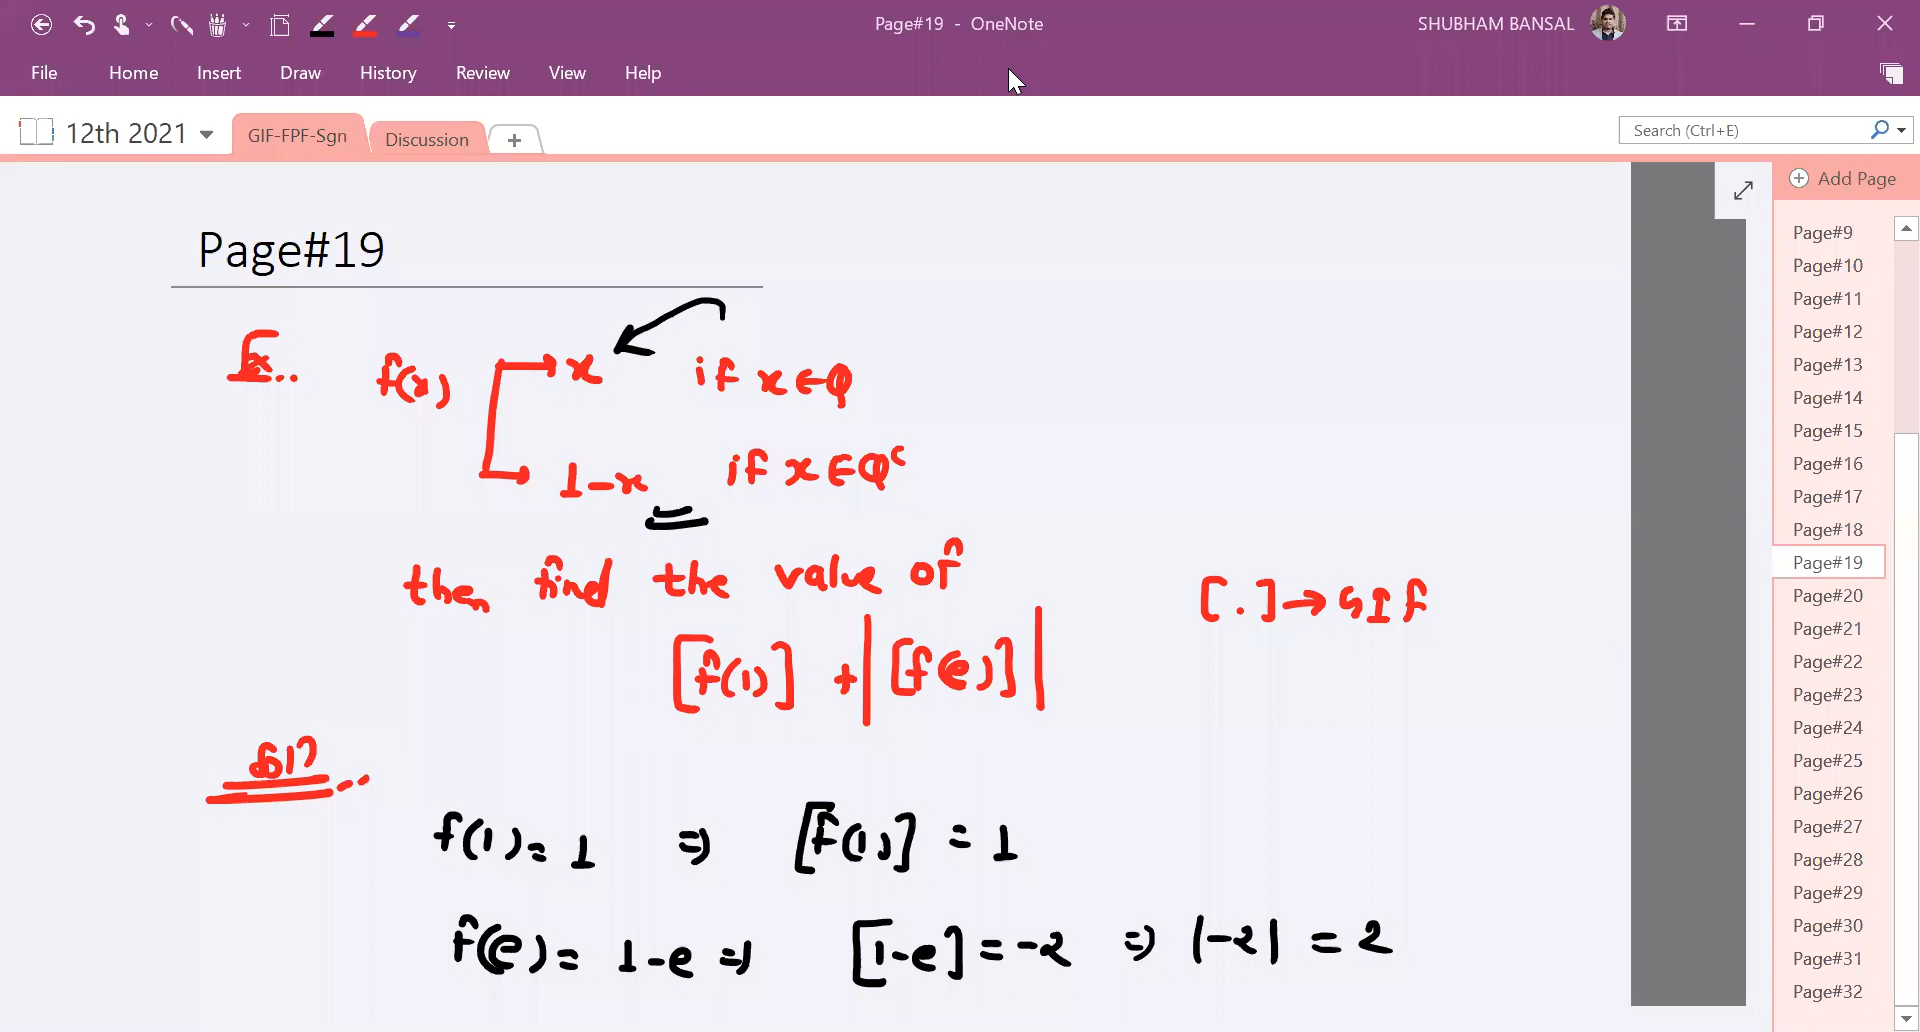 Page#19 - OneNote
SHUBHAM BANSAL
File Home Insert Draw History Review View Help
12th 2021 GIF-FPF-Sgn Discussion +
Search (Ctrl+E)
Add Page
Page#19
Ex..
f(x) → x if x ∈ Q
→ 1-x if x ∈ Qᶜ
then find the value of
[.] → GIF
[f(1)] + |[f(e)]|
Sol?
f(1) = 1 ⇒ [f(1)] = 1
f(e) = 1-e ⇒ [1-e] = -2 ⇒ |-2| = 2
Page#9
Page#10
Page#11
Page#12
Page#13
Page#14
Page#15
Page#16
Page#17
Page#18
Page#19
Page#20
Page#21
Page#22
Page#23
Page#24
Page#25
Page#26
Page#27
Page#28
Page#29
Page#30
Page#31
Page#32